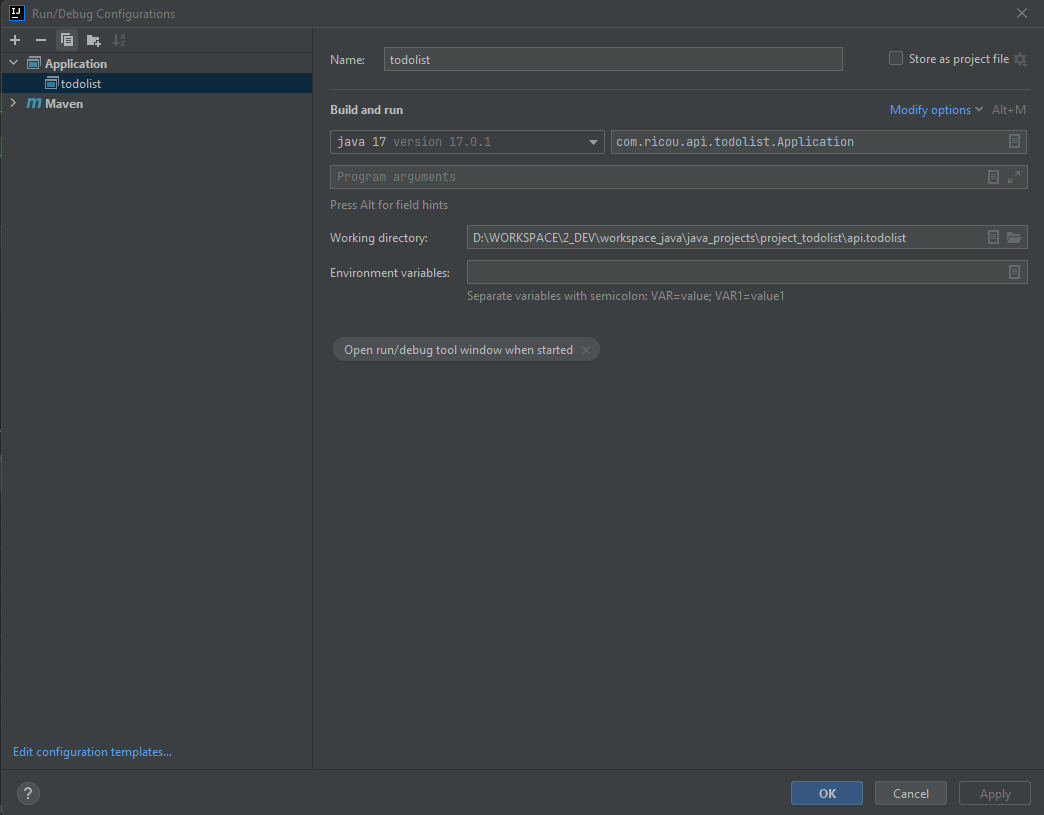 Run/Debug Configurations
Application
todolist
Maven
Name: todolist
Store as project file
Build and run
Modify options Alt+M
java 17 version 17.0.1
com.ricou.api.todolist.Application
Program arguments
Press Alt for field hints
Working directory: D:\WORKSPACE\2_DEV\workspace_java\java_projects\project_todolist\api.todolist
Environment variables:
Separate variables with semicolon: VAR=value; VAR1=value1
Open run/debug tool window when started
Edit configuration templates...
? OK Cancel Apply